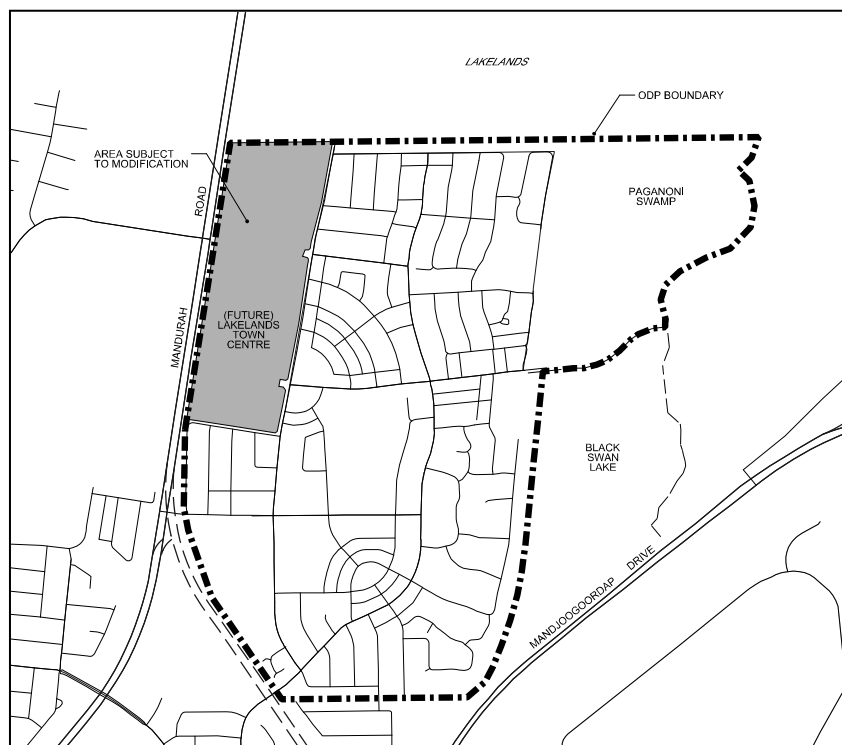 LAKELANDS
ODP BOUNDARY
AREA SUBJECT
TO MODIFICATION
PAGANONI
SWAMP
ROAD
(FUTURE)
LAKELANDS
TOWN
CENTRE
MANDURAH
BLACK
SWAN
LAKE
MANDJOOGOORDAP DRIVE